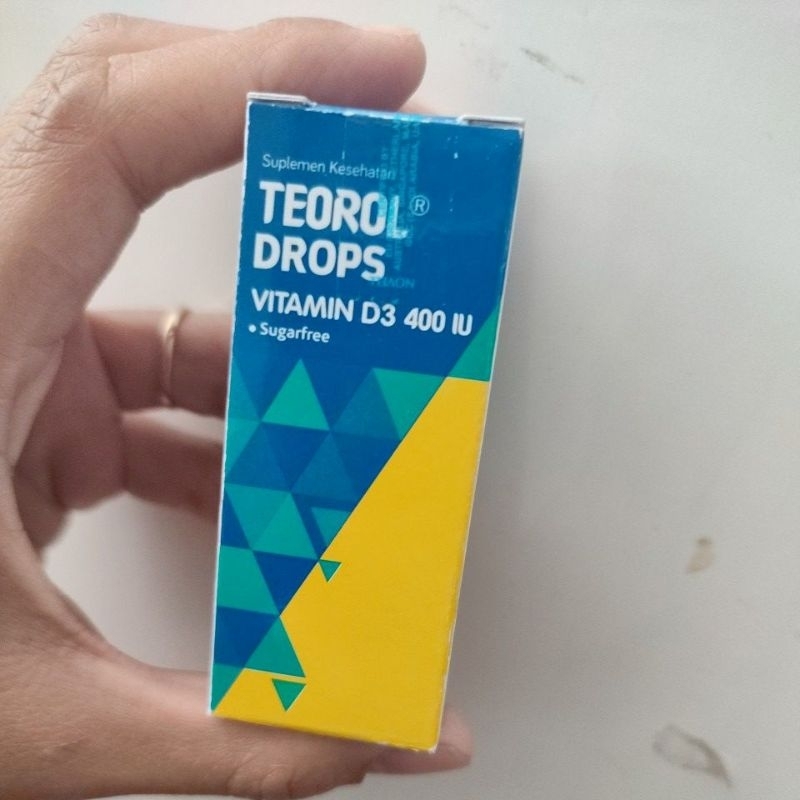 Suplemen Kesehatan
TEOROL®
DROPS
VITAMIN D3 400 IU
• Sugarfree